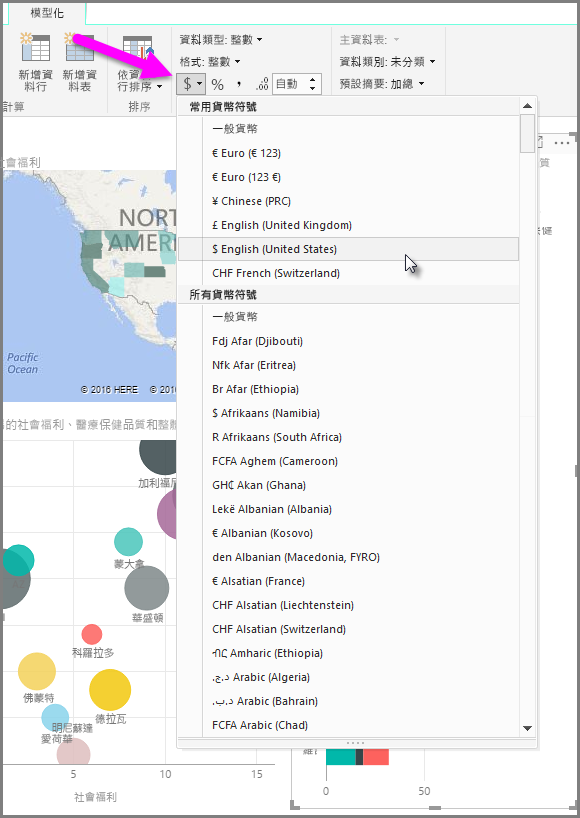 模型化
新增資
料行
新增資
料表
行排序
計算
排序
資料類型: 整數
格式: 整數
$ % , .00 自動
主資料表:
資料類別: 未分類
預設摘要: 加總
常用貨幣符號
一般貨幣
€ Euro (€ 123)
€ Euro (123 €)
¥ Chinese (PRC)
£ English (United Kingdom)
$ English (United States)
CHF French (Switzerland)
所有貨幣符號
一般貨幣
Fdj Afar (Djibouti)
Nfk Afar (Eritrea)
Br Afar (Ethiopia)
$ Afrikaans (Namibia)
R Afrikaans (South Africa)
FCFA Aghem (Cameroon)
GH₵ Akan (Ghana)
Lekë Albanian (Albania)
€ Albanian (Kosovo)
den Albanian (Macedonia, FYRO)
€ Alsatian (France)
CHF Alsatian (Liechtenstein)
CHF Alsatian (Switzerland)
ብር Amharic (Ethiopia)
د.ج.‏ Arabic (Algeria)
د.ب.‏ Arabic (Bahrain)
FCFA Arabic (Chad)
社會福利
NORT
AMERI
Pacific
Ocean
© 2016 HERE
的社會福利、醫療保健品質和整體
蒙大拿
華盛頓
科羅拉多
佛蒙特
德拉瓦
明尼蘇達
愛荷華
5 10 15
社會福利
質
0 50